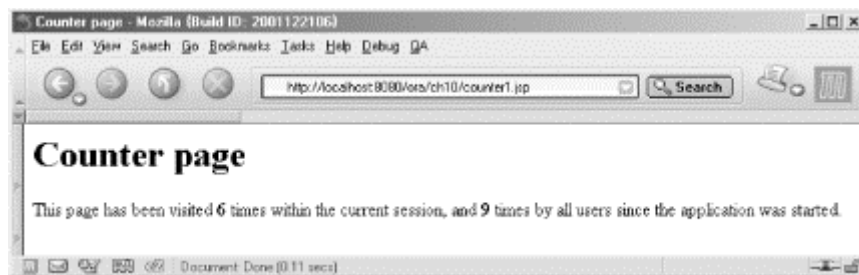 Counter page - Mozilla {Build ID: 2001122106}
File Edit View Search Go Bookmarks Tasks Help Debug QA
http://localhost:8080/ora/ch10/counter1.jsp Search
Counter page
This page has been visited 6 times within the current session, and 9 times by all users since the application was started.
Document: Done (0.11 secs)